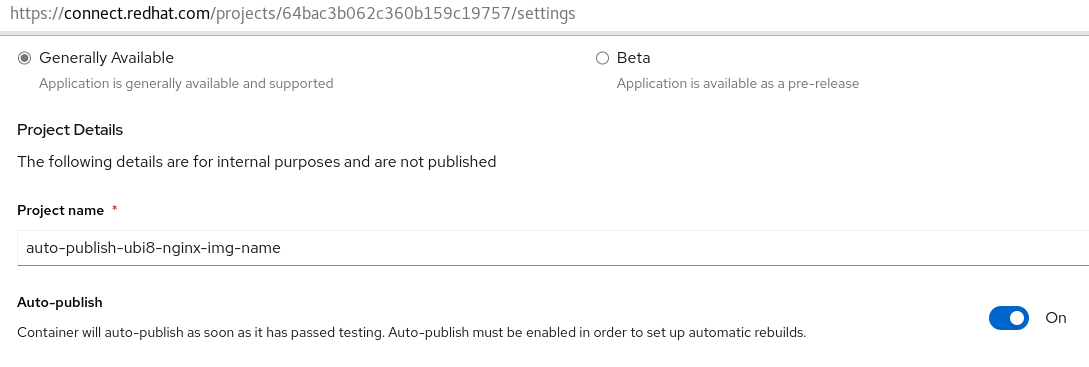 https://connect.redhat.com/projects/64bac3b062c360b159c19757/settings
Generally Available
Application is generally available and supported
Beta
Application is available as a pre-release
Project Details
The following details are for internal purposes and are not published
Project name *
auto-publish-ubi8-nginx-img-name
Auto-publish
Container will auto-publish as soon as it has passed testing. Auto-publish must be enabled in order to set up automatic rebuilds.
On